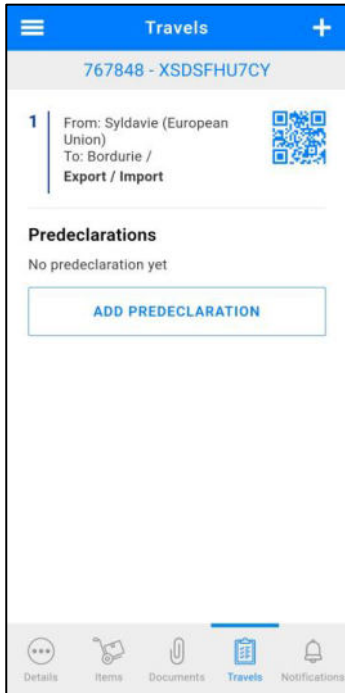 Travels
767848 - XSDSFHU7CY
1
From: Syldavie (European
Union)
To: Bordurie /
Export / Import
Predeclarations
No predeclaration yet
ADD PREDECLARATION
Details
Items
Documents
Travels
Notifications